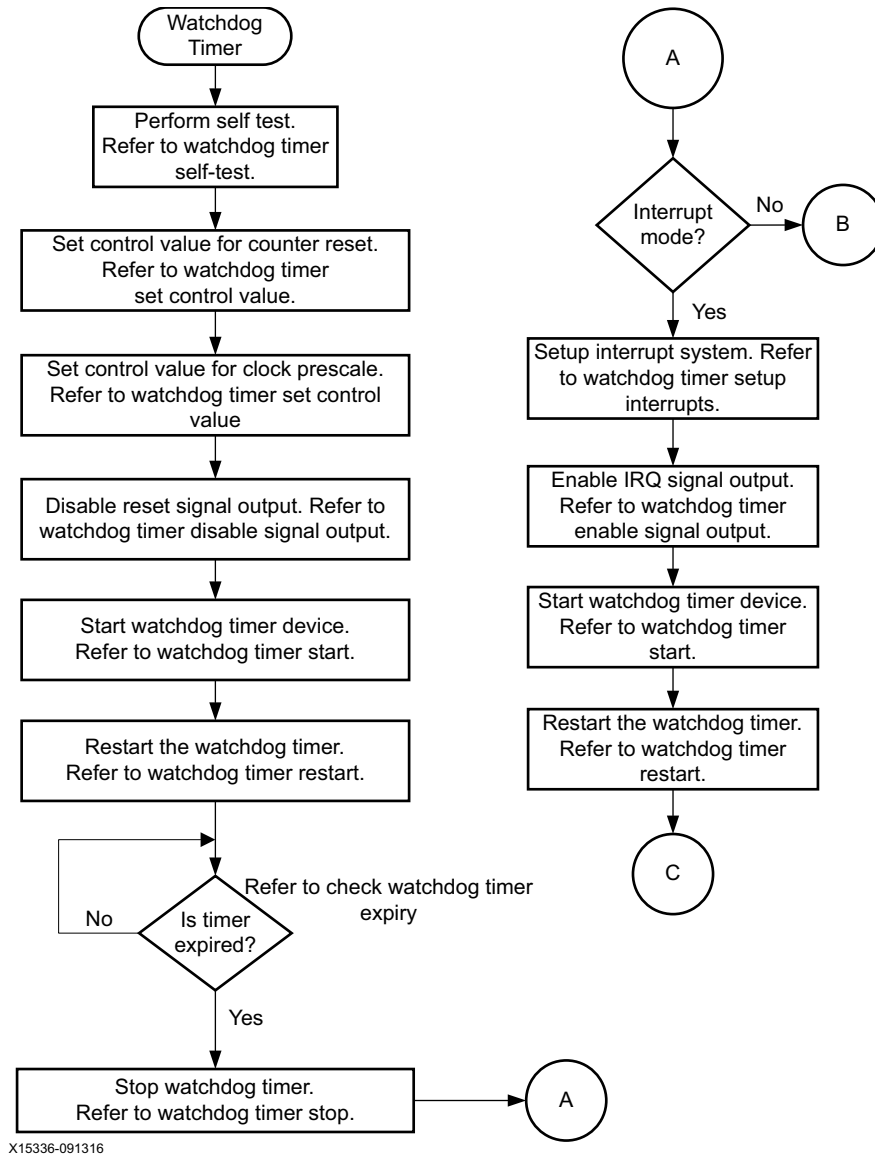 Watchdog
Timer
Perform self test.
Refer to watchdog timer
self-test.
Set control value for counter reset.
Refer to watchdog timer
set control value.
Set control value for clock prescale.
Refer to watchdog timer set control
value
Disable reset signal output. Refer to
watchdog timer disable signal output.
Start watchdog timer device.
Refer to watchdog timer start.
Restart the watchdog timer.
Refer to watchdog timer restart.
Refer to check watchdog timer
expiry
No
Is timer
expired?
Yes
Stop watchdog timer.
Refer to watchdog timer stop.
A
A
Interrupt
mode?
No
B
Yes
Setup interrupt system. Refer
to watchdog timer setup
interrupts.
Enable IRQ signal output.
Refer to watchdog timer
enable signal output.
Start watchdog timer device.
Refer to watchdog timer
start.
Restart the watchdog timer.
Refer to watchdog timer
restart.
C
X15336-091316